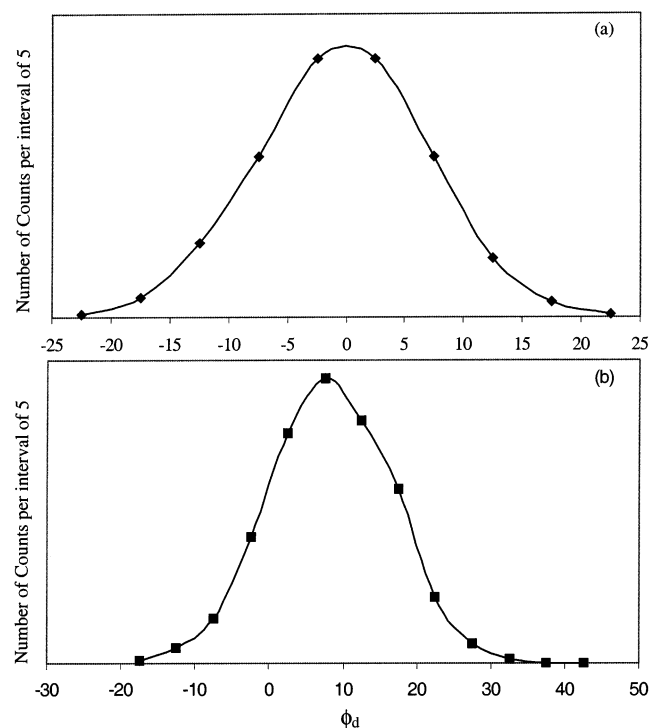 (a)
Number of Counts per interval of 5
-25 -20 -15 -10 -5 0 5 10 15 20 25
(b)
Number of Counts per interval of 5
-30 -20 -10 0 10 20 30 40 50
ϕd